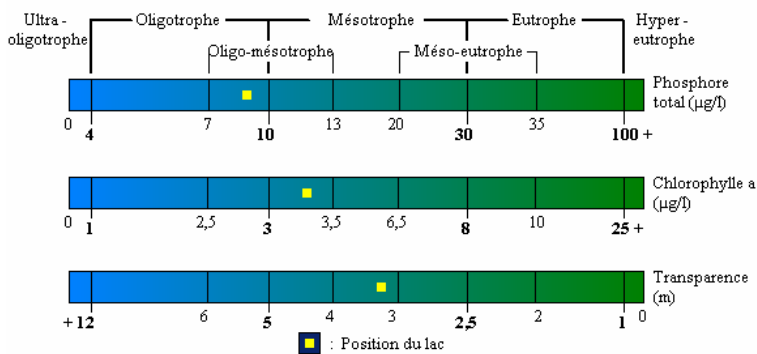 Ultra-
oligotrophe
Oligotrophe
Mésotrophe
Eutrophe
Hyper-
eutrophe
Oligo-mésotrophe
Méso-eutrophe
Phosphore
total (µg/l)
0 4 7 10 13 20 30 35 100 +
Chlorophylle a
(µg/l)
0 1 2,5 3 3,5 6,5 8 10 25 +
Transparence
(m)
+ 12 6 5 4 3 2,5 2 1 0
: Position du lac